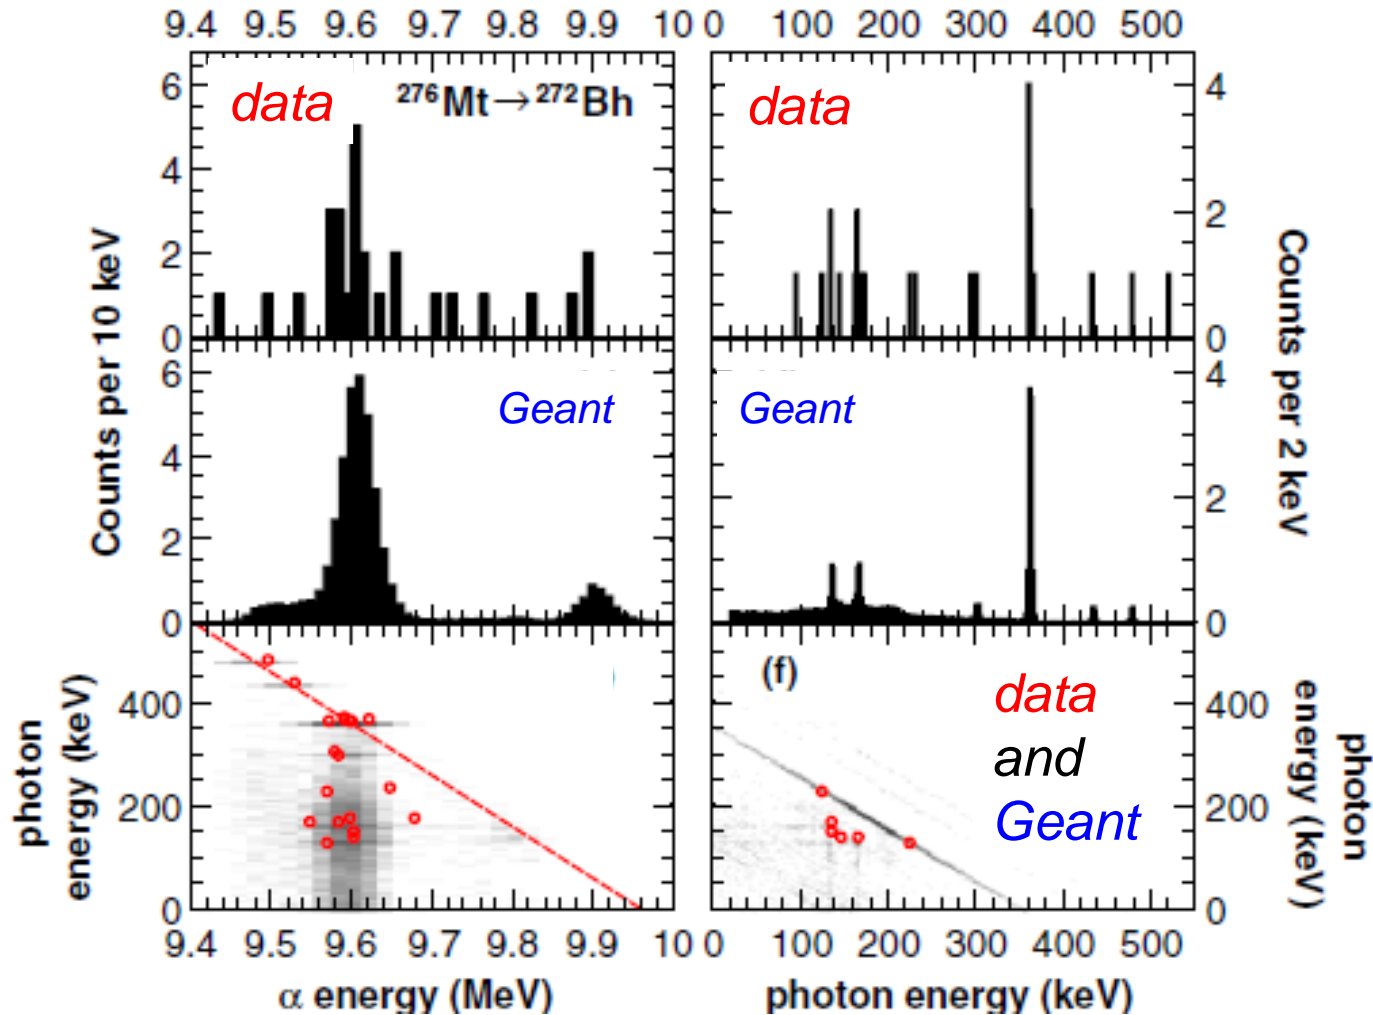 9.4 9.5 9.6 9.7 9.8 9.9 10 0 100 200 300 400 500
data
²⁷⁶Mt→²⁷²Bh
data
6
4
2
0
4
2
0
Counts per 10 keV
Counts per 2 keV
Geant
Geant
6
4
2
0
4
2
0
(f)
data
and
Geant
photon
energy (keV)
400
200
0
400
200
0
photon
energy (keV)
9.4 9.5 9.6 9.7 9.8 9.9 10 0 100 200 300 400 500
α energy (MeV)
photon energy (keV)